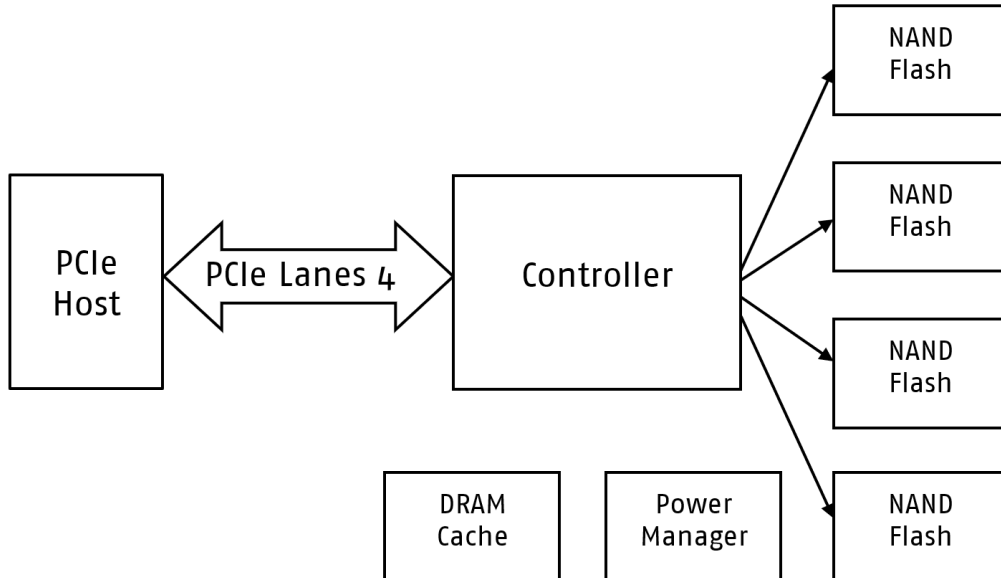 PCIe
Host
PCIe Lanes 4
Controller
NAND
Flash
NAND
Flash
NAND
Flash
NAND
Flash
DRAM
Cache
Power
Manager